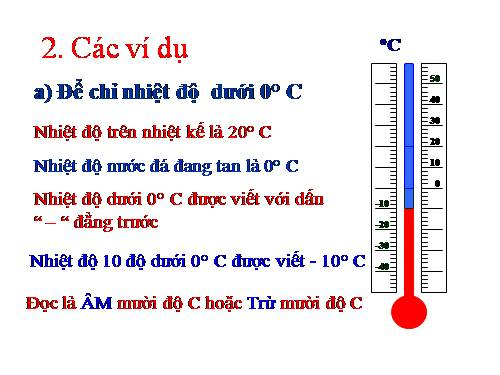 2. Các ví dụ
°C
a) Để chỉ nhiệt độ dưới 0° C
Nhiệt độ trên nhiệt kế là 20° C
Nhiệt độ nước đá đang tan là 0° C
Nhiệt độ dưới 0° C được viết với dấu
“ – “ đằng trước
Nhiệt độ 10 độ dưới 0° C được viết - 10° C
Đọc là ÂM mười độ C hoặc Trừ mười độ C
50
40
30
20
10
0
-10
-20
-30
-40